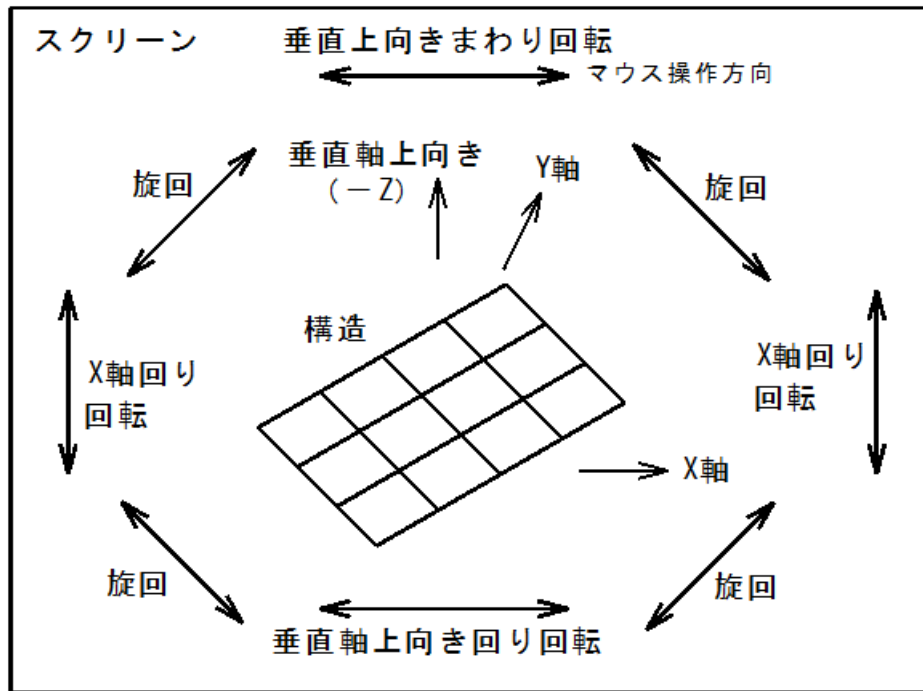 スクリーン
垂直上向きまわり回転
マウス操作方向
垂直軸上向き
(－Z)
Y軸
旋回
旋回
構造
X軸回り
回転
X軸回り
回転
X軸
旋回
旋回
垂直軸上向き回り回転